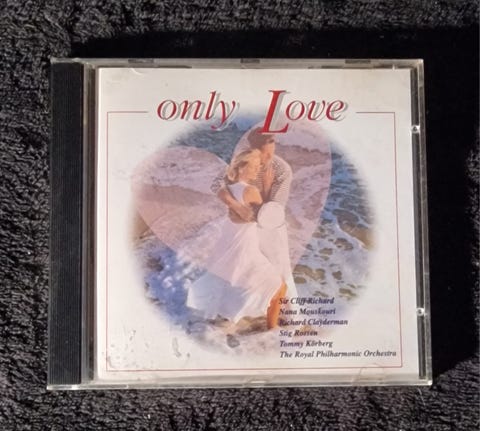 only Love
Sir Cliff Richard
Nana Mouskouri
Richard Clayderman
Stig Rossen
Tommy Körberg
The Royal Philharmonic Orchestra